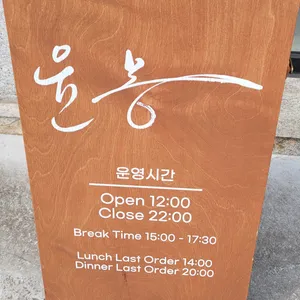 윤능
운영시간
Open 12:00
Close 22:00
Break Time 15:00 - 17:30
Lunch Last Order 14:00
Dinner Last Order 20:00